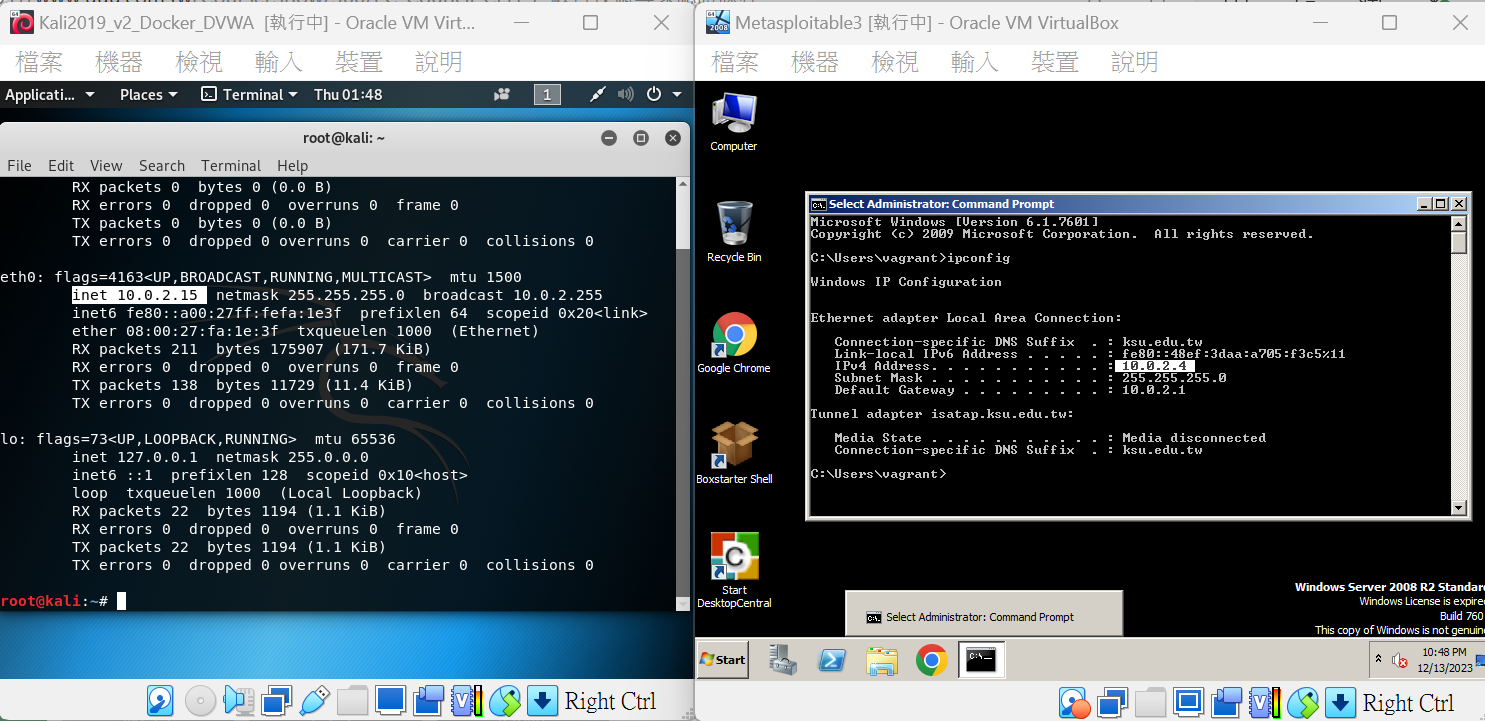 Kali2019_v2_Docker_DVWA [執行中] - Oracle VM Virt...
檔案 機器 檢視 輸入 裝置 說明
Applicati... Places Terminal Thu 01:48 1
root@kali: ~
File Edit View Search Terminal Help
RX packets 0 bytes 0 (0.0 B)
RX errors 0 dropped 0 overruns 0 frame 0
TX packets 0 bytes 0 (0.0 B)
TX errors 0 dropped 0 overruns 0 carrier 0 collisions 0
eth0: flags=4163<UP,BROADCAST,RUNNING,MULTICAST> mtu 1500
inet 10.0.2.15 netmask 255.255.255.0 broadcast 10.0.2.255
inet6 fe80::a00:27ff:fefa:1e3f prefixlen 64 scopeid 0x20<link>
ether 08:00:27:fa:1e:3f txqueuelen 1000 (Ethernet)
RX packets 211 bytes 175907 (171.7 KiB)
RX errors 0 dropped 0 overruns 0 frame 0
TX packets 138 bytes 11729 (11.4 KiB)
TX errors 0 dropped 0 overruns 0 carrier 0 collisions 0
lo: flags=73<UP,LOOPBACK,RUNNING> mtu 65536
inet 127.0.0.1 netmask 255.0.0.0
inet6 ::1 prefixlen 128 scopeid 0x10<host>
loop txqueuelen 1000 (Local Loopback)
RX packets 22 bytes 1194 (1.1 KiB)
RX errors 0 dropped 0 overruns 0 frame 0
TX packets 22 bytes 1194 (1.1 KiB)
TX errors 0 dropped 0 overruns 0 carrier 0 collisions 0
root@kali:~#
Right Ctrl
Metasploitable3 [執行中] - Oracle VM VirtualBox
檔案 機器 檢視 輸入 裝置 說明
Computer
Recycle Bin
Google Chrome
Boxstarter Shell
Start
DesktopCentral
Select Administrator: Command Prompt
Microsoft Windows [Version 6.1.7601]
Copyright (c) 2009 Microsoft Corporation. All rights reserved.
C:\Users\vagrant>ipconfig
Windows IP Configuration
Ethernet adapter Local Area Connection:
Connection-specific DNS Suffix . : ksu.edu.tw
Link-local IPv6 Address . . . . . : fe80::48ef:3daa:a705:f3c5%11
IPv4 Address. . . . . . . . . . . : 10.0.2.4
Subnet Mask . . . . . . . . . . . : 255.255.255.0
Default Gateway . . . . . . . . . : 10.0.2.1
Tunnel adapter isatap.ksu.edu.tw:
Media State . . . . . . . . . . . : Media disconnected
Connection-specific DNS Suffix . : ksu.edu.tw
C:\Users\vagrant>
Select Administrator: Command Prompt
Windows Server 2008 R2 Standar
Windows License is expire
Build 760
This copy of Windows is not genuin
Start
10:48 PM
12/13/2023
Right Ctrl